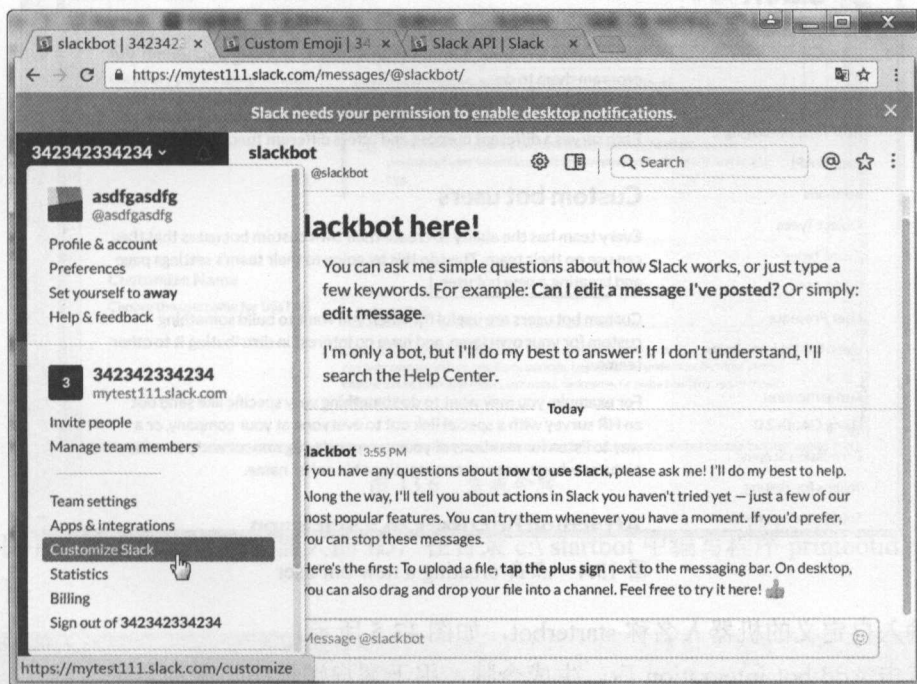 slackbot | 342342
Custom Emoji | 34
Slack API | Slack
https://mytest111.slack.com/messages/@slackbot/
Slack needs your permission to enable desktop notifications.
342342334234
slackbot
@slackbot
Search
asdfgasdfg
@asdfgasdfg
Profile & account
Preferences
Set yourself to away
Help & feedback
3
342342334234
mytest111.slack.com
Invite people
Manage team members
Team settings
Apps & integrations
Customize Slack
Statistics
Billing
Sign out of 342342334234
https://mytest111.slack.com/customize
lackbot here!
You can ask me simple questions about how Slack works, or just type a
few keywords. For example: Can I edit a message I've posted? Or simply:
edit message.
I'm only a bot, but I'll do my best to answer! If I don't understand, I'll
search the Help Center.
Today
lackbot 3:55 PM
f you have any questions about how to use Slack, please ask me! I'll do my best to help.
Along the way, I'll tell you about actions in Slack you haven't tried yet — just a few of our
ost popular features. You can try them whenever you have a moment. If you'd prefer,
ou can stop these messages.
ere's the first: To upload a file, tap the plus sign next to the messaging bar. On desktop,
ou can also drag and drop your file into a channel. Feel free to try it here!
Message @slackbot